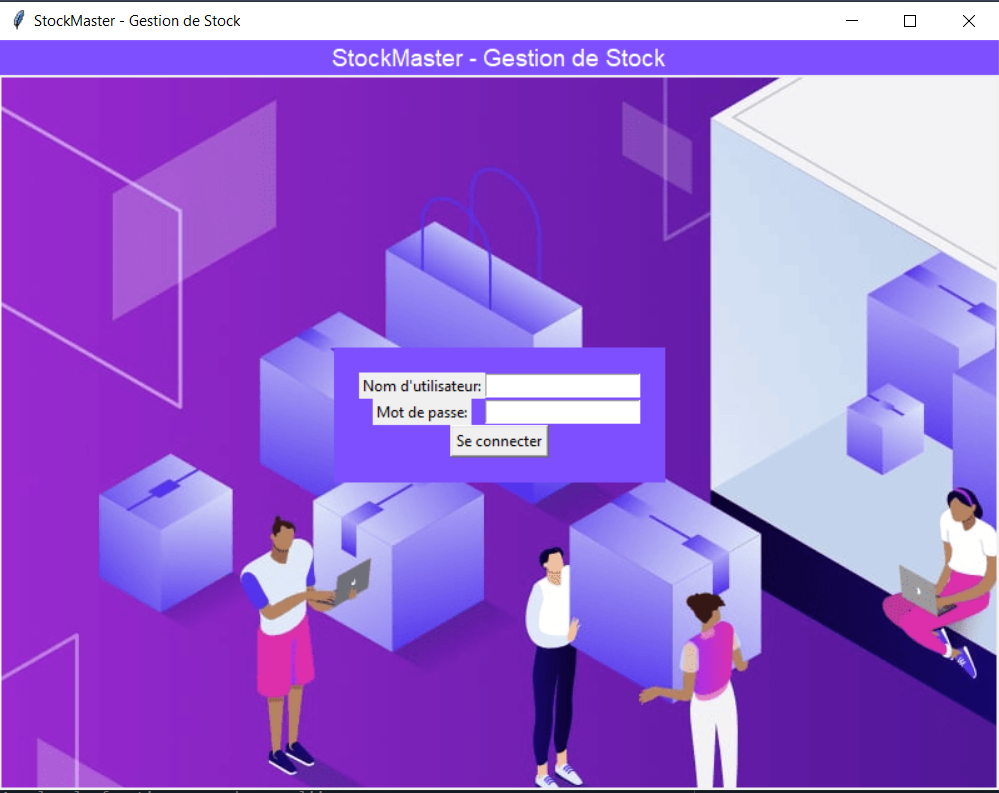 StockMaster - Gestion de Stock
StockMaster - Gestion de Stock
Nom d'utilisateur:
Mot de passe:
Se connecter